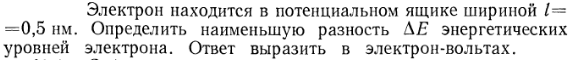 Электрон находится в потенциальном ящике шириной l=
=0,5 нм. Определить наименьшую разность ΔE энергетических
уровней электрона. Ответ выразить в электрон-вольтах.